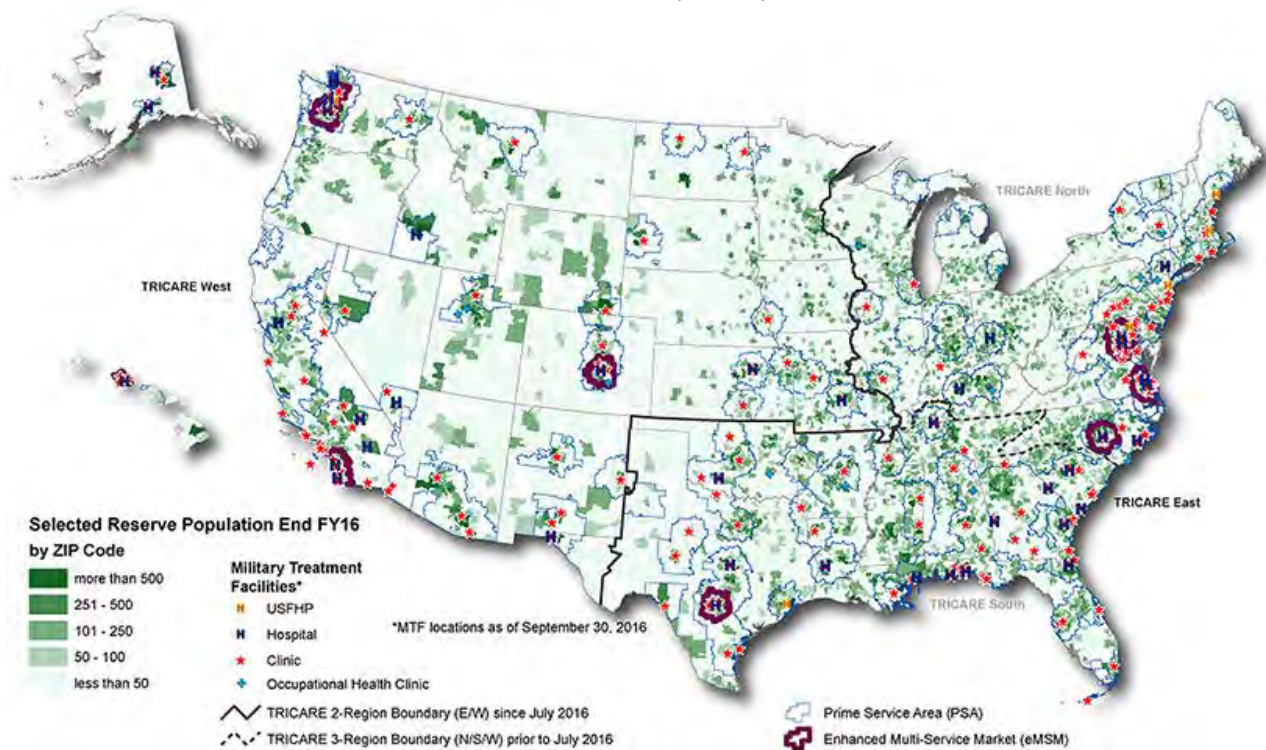 TRICARE North
TRICARE West
TRICARE East
TRICARE South
Selected Reserve Population End FY16
by ZIP Code
more than 500
251 - 500
101 - 250
50 - 100
less than 50
Military Treatment
Facilities*
USFHP
Hospital
Clinic
Occupational Health Clinic
*MTF locations as of September 30, 2016
TRICARE 2-Region Boundary (E/W) since July 2016
TRICARE 3-Region Boundary (N/S/W) prior to July 2016
Prime Service Area (PSA)
Enhanced Multi-Service Market (eMSM)